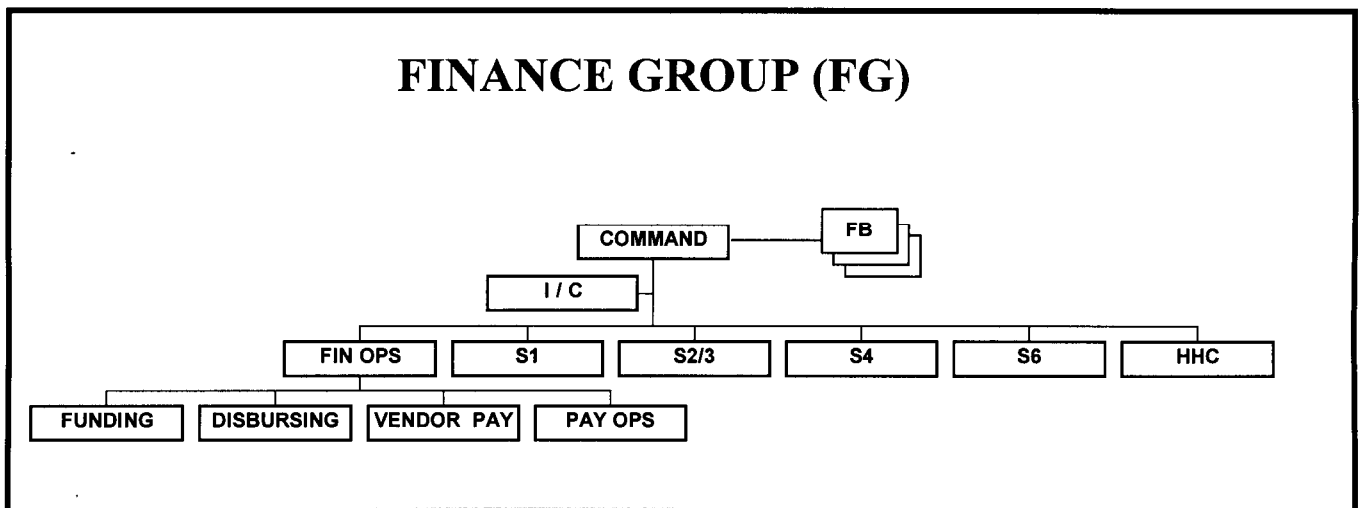 FINANCE GROUP (FG)
COMMAND
FB
I / C
FIN OPS
S1
S2/3
S4
S6
HHC
FUNDING
DISBURSING
VENDOR PAY
PAY OPS